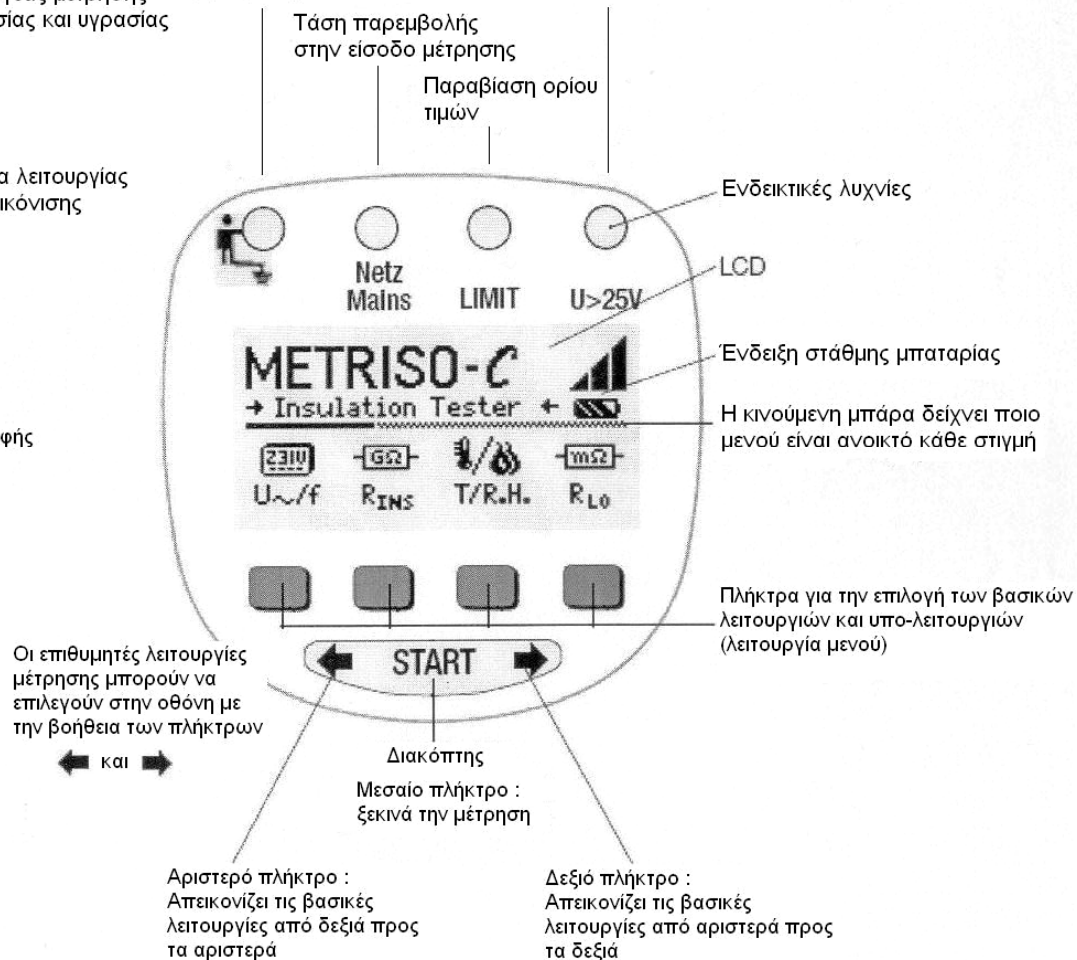 σίας και υγρασίας
Τάση παρεμβολής
στην είσοδο μέτρησης
Παραβίαση ορίου
τιμών
α λειτουργίας
ικόνισης
Ενδεικτικές λυχνίες
Netz
Mains
LIMIT
U>25V
LCD
METRISO-C
→ Insulation Tester ←
Ένδειξη στάθμης μπαταρίας
Η κινούμενη μπάρα δείχνει ποιο
μενού είναι ανοικτό κάθε στιγμή
φής
GΩ
mΩ
U~/f
RINS
T/R.H.
RLO
Πλήκτρα για την επιλογή των βασικών
λειτουργιών και υπο-λειτουργιών
(λειτουργία μενού)
← START →
Οι επιθυμητές λειτουργίες
μέτρησης μπορούν να
επιλεγούν στην οθόνη με
την βοήθεια των πλήκτρων
← και →
Διακόπτης
Μεσαίο πλήκτρο :
ξεκινά την μέτρηση
Αριστερό πλήκτρο :
Απεικονίζει τις βασικές
λειτουργίες από δεξιά προς
τα αριστερά
Δεξιό πλήκτρο :
Απεικονίζει τις βασικές
λειτουργίες από αριστερά προς
τα δεξιά